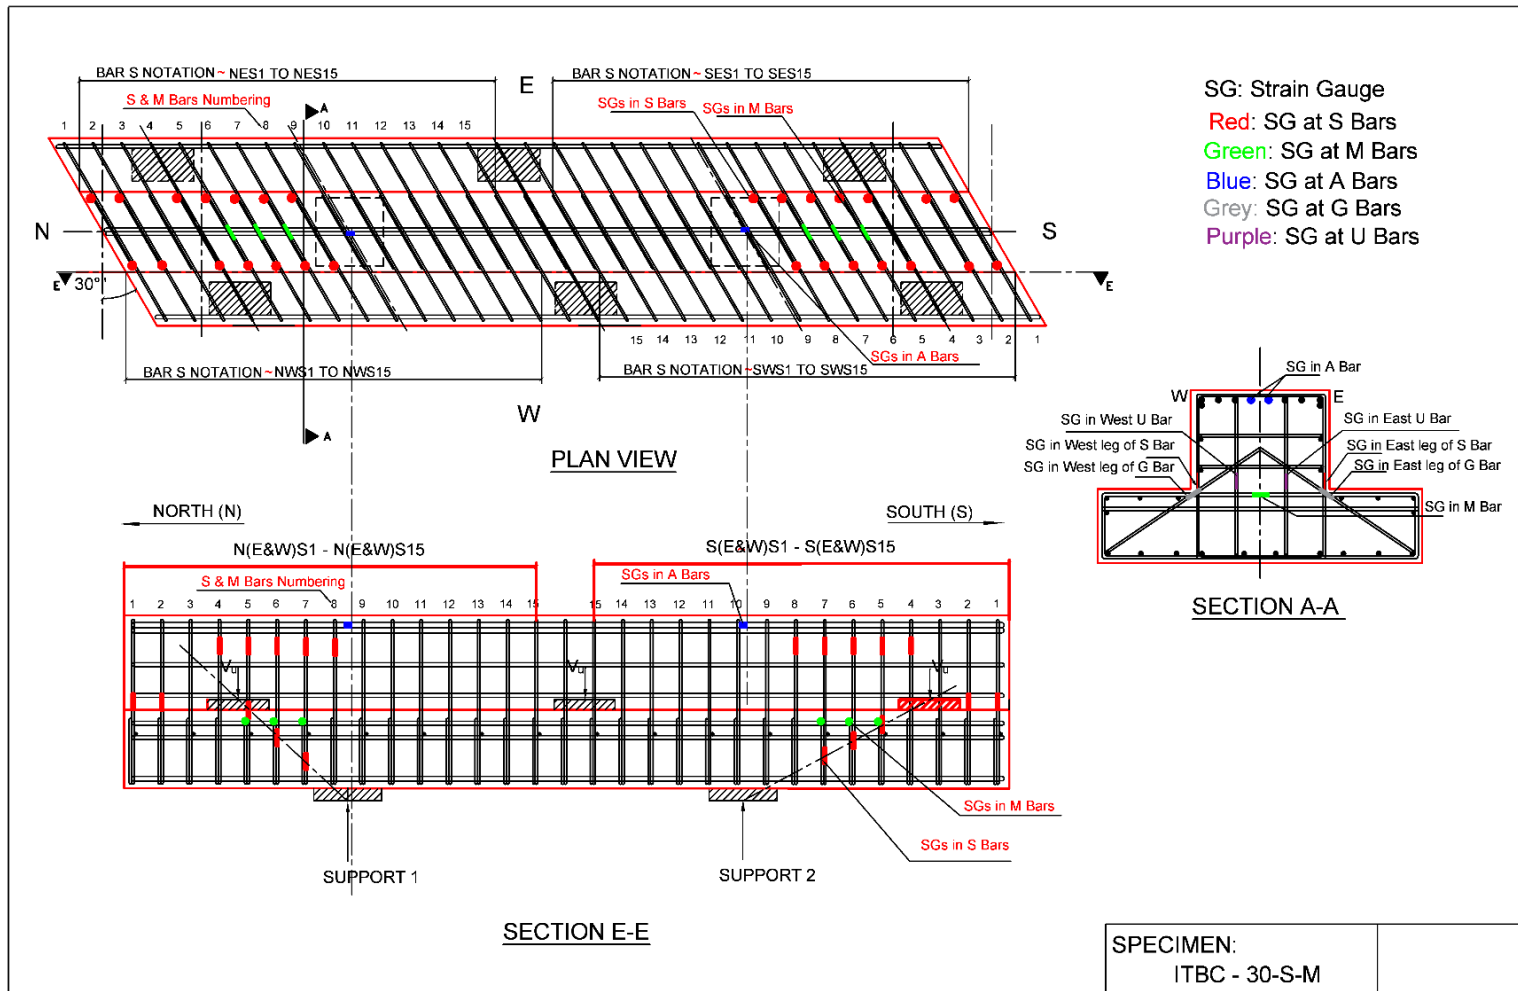 BAR S NOTATION ~ NES1 TO NES15
E
BAR S NOTATION ~ SES1 TO SES15
S & M Bars Numbering
A
SGs in S Bars
SGs in M Bars
1 2 3 4 5 6 7 8 9 10 11 12 13 14 15
N
S
E
30°
E
15 14 13 12 11 10 9 8 7 6 5 4 3 2 1
SGs in A Bars
BAR S NOTATION ~NWS1 TO NWS15
BAR S NOTATION ~SWS1 TO SWS15
W
A
PLAN VIEW
SG: Strain Gauge
Red: SG at S Bars
Green: SG at M Bars
Blue: SG at A Bars
Grey: SG at G Bars
Purple: SG at U Bars
SG in A Bar
W
E
SG in West U Bar
SG in East U Bar
SG in West leg of S Bar
SG in East leg of S Bar
SG in West leg of G Bar
SG in East leg of G Bar
SG in M Bar
SECTION A-A
NORTH (N)
SOUTH (S)
N(E&W)S1 - N(E&W)S15
S(E&W)S1 - S(E&W)S15
S & M Bars Numbering
SGs in A Bars
1 2 3 4 5 6 7 8 9 10 11 12 13 14 15
15 14 13 12 11 10 9 8 7 6 5 4 3 2 1
Vu
Vu
Vu
SGs in M Bars
SGs in S Bars
SUPPORT 1
SUPPORT 2
SECTION E-E
SPECIMEN:
ITBC - 30-S-M